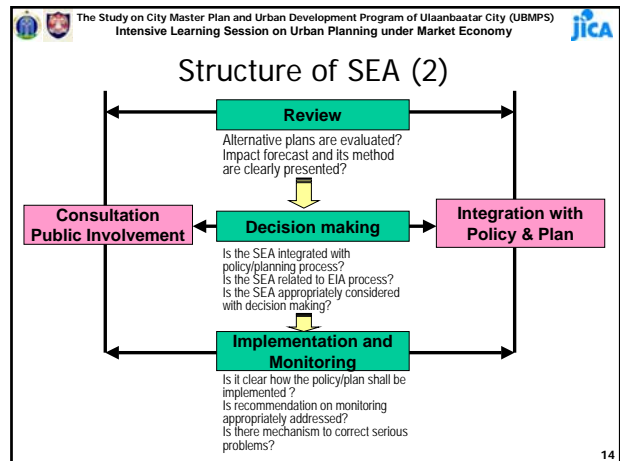 The Study on City Master Plan and Urban Development Program of Ulaanbaatar City (UBMPS)
Intensive Learning Session on Urban Planning under Market Economy
jICA
Structure of SEA (2)
Review
Alternative plans are evaluated?
Impact forecast and its method
are clearly presented?
Consultation
Public Involvement
Decision making
Integration with
Policy & Plan
Is the SEA integrated with
policy/planning process?
Is the SEA related to EIA process?
Is the SEA appropriately considered
with decision making?
Implementation and
Monitoring
Is it clear how the policy/plan shall be
implemented ?
Is recommendation on monitoring
appropriately addressed?
Is there mechanism to correct serious
problems?
14